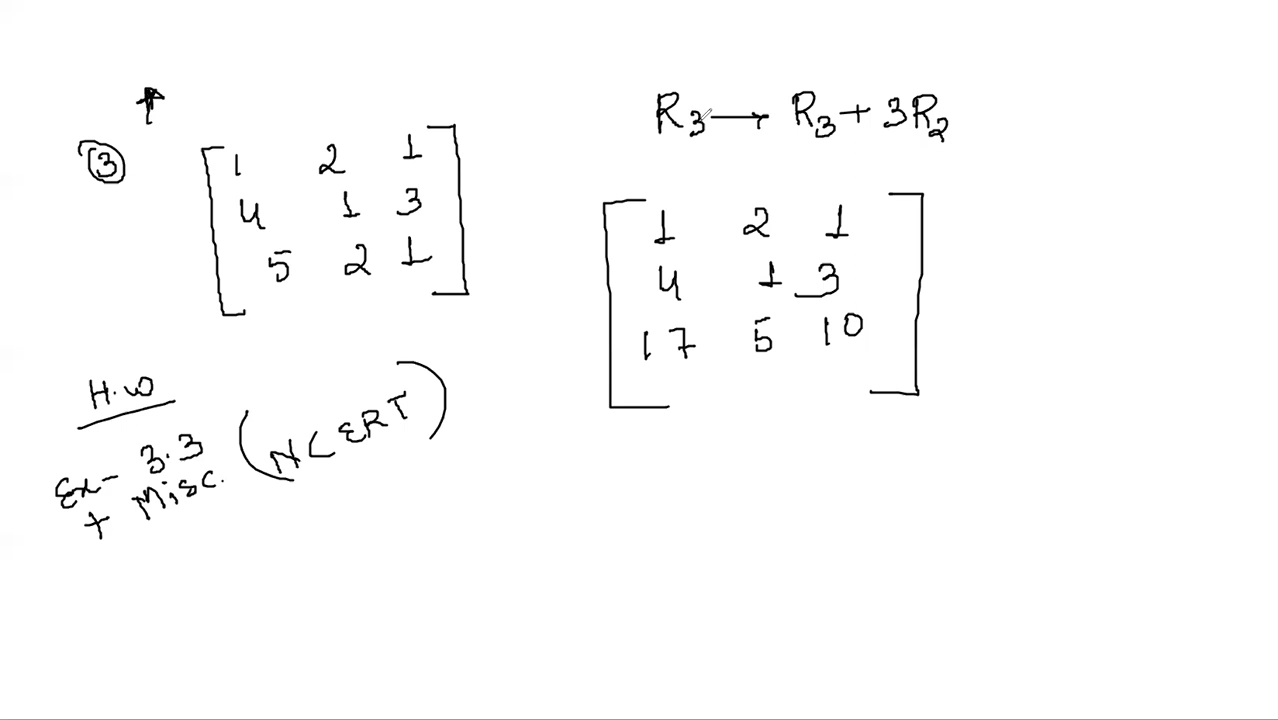 ③
1 2 1
4 1 3
5 2 1
R3 → R3 + 3R2
1 2 1
4 1 3
17 5 10
H.W
Ex- 3.3 (NCERT)
+ Misc.